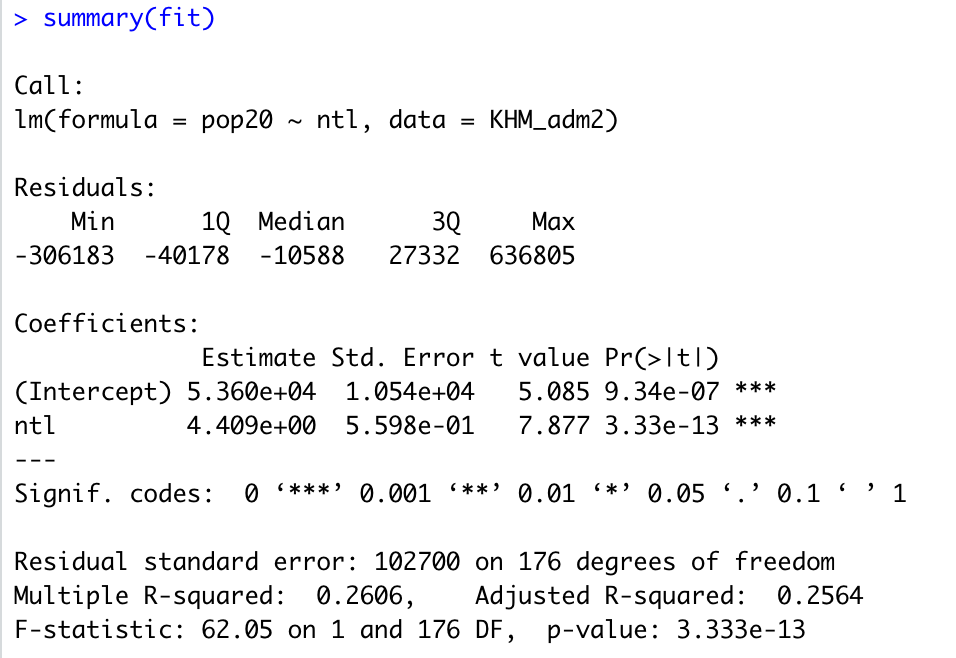 > summary(fit)
Call:
lm(formula = pop20 ~ ntl, data = KHM_adm2)
Residuals:
    Min      1Q  Median      3Q     Max
-306183  -40178  -10588   27332  636805
Coefficients:
             Estimate Std. Error t value Pr(>|t|)
(Intercept) 5.360e+04  1.054e+04   5.085 9.34e-07 ***
ntl         4.409e+00  5.598e-01   7.877 3.33e-13 ***
---
Signif. codes:  0 ‘***’ 0.001 ‘**’ 0.01 ‘*’ 0.05 ‘.’ 0.1 ‘ ’ 1
Residual standard error: 102700 on 176 degrees of freedom
Multiple R-squared:  0.2606,    Adjusted R-squared:  0.2564
F-statistic: 62.05 on 1 and 176 DF,  p-value: 3.333e-13